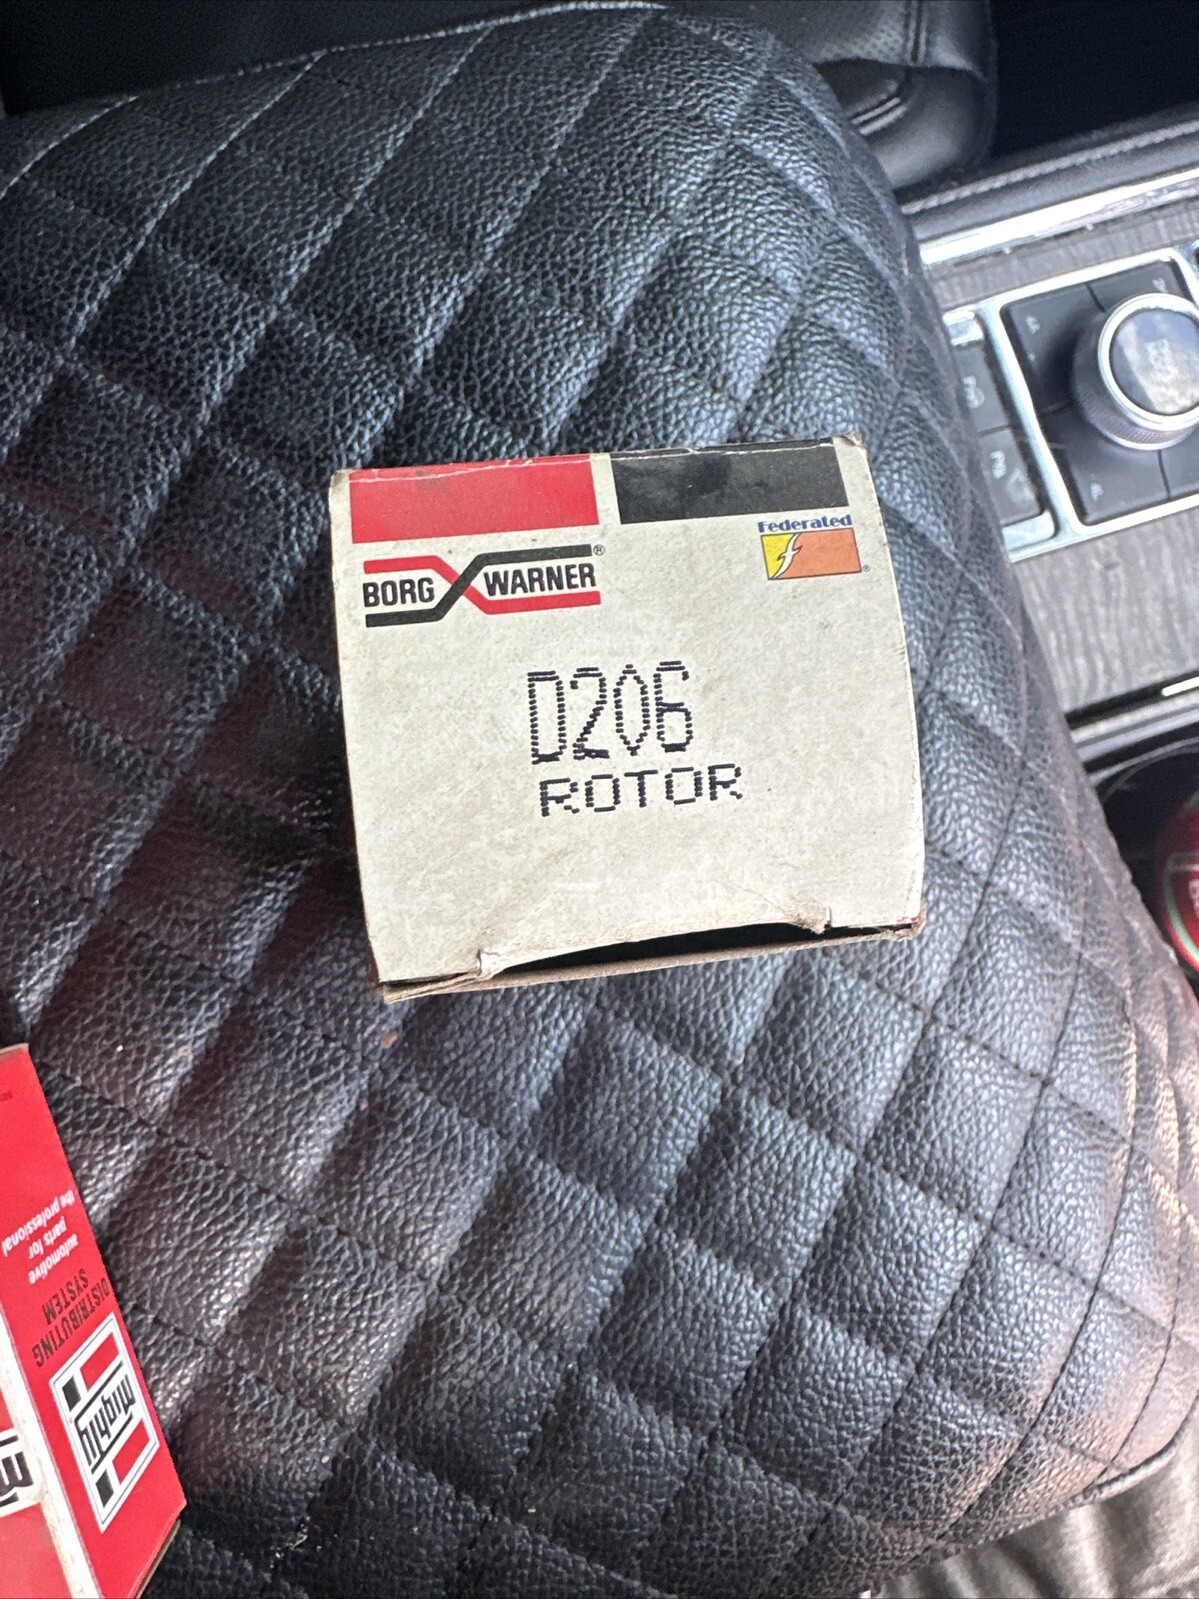 BORG WARNER®
Federated
f
®
D206
ROTOR
the professional
parts for
automotive
DISTRIBUTING
SYSTEM
Mighty